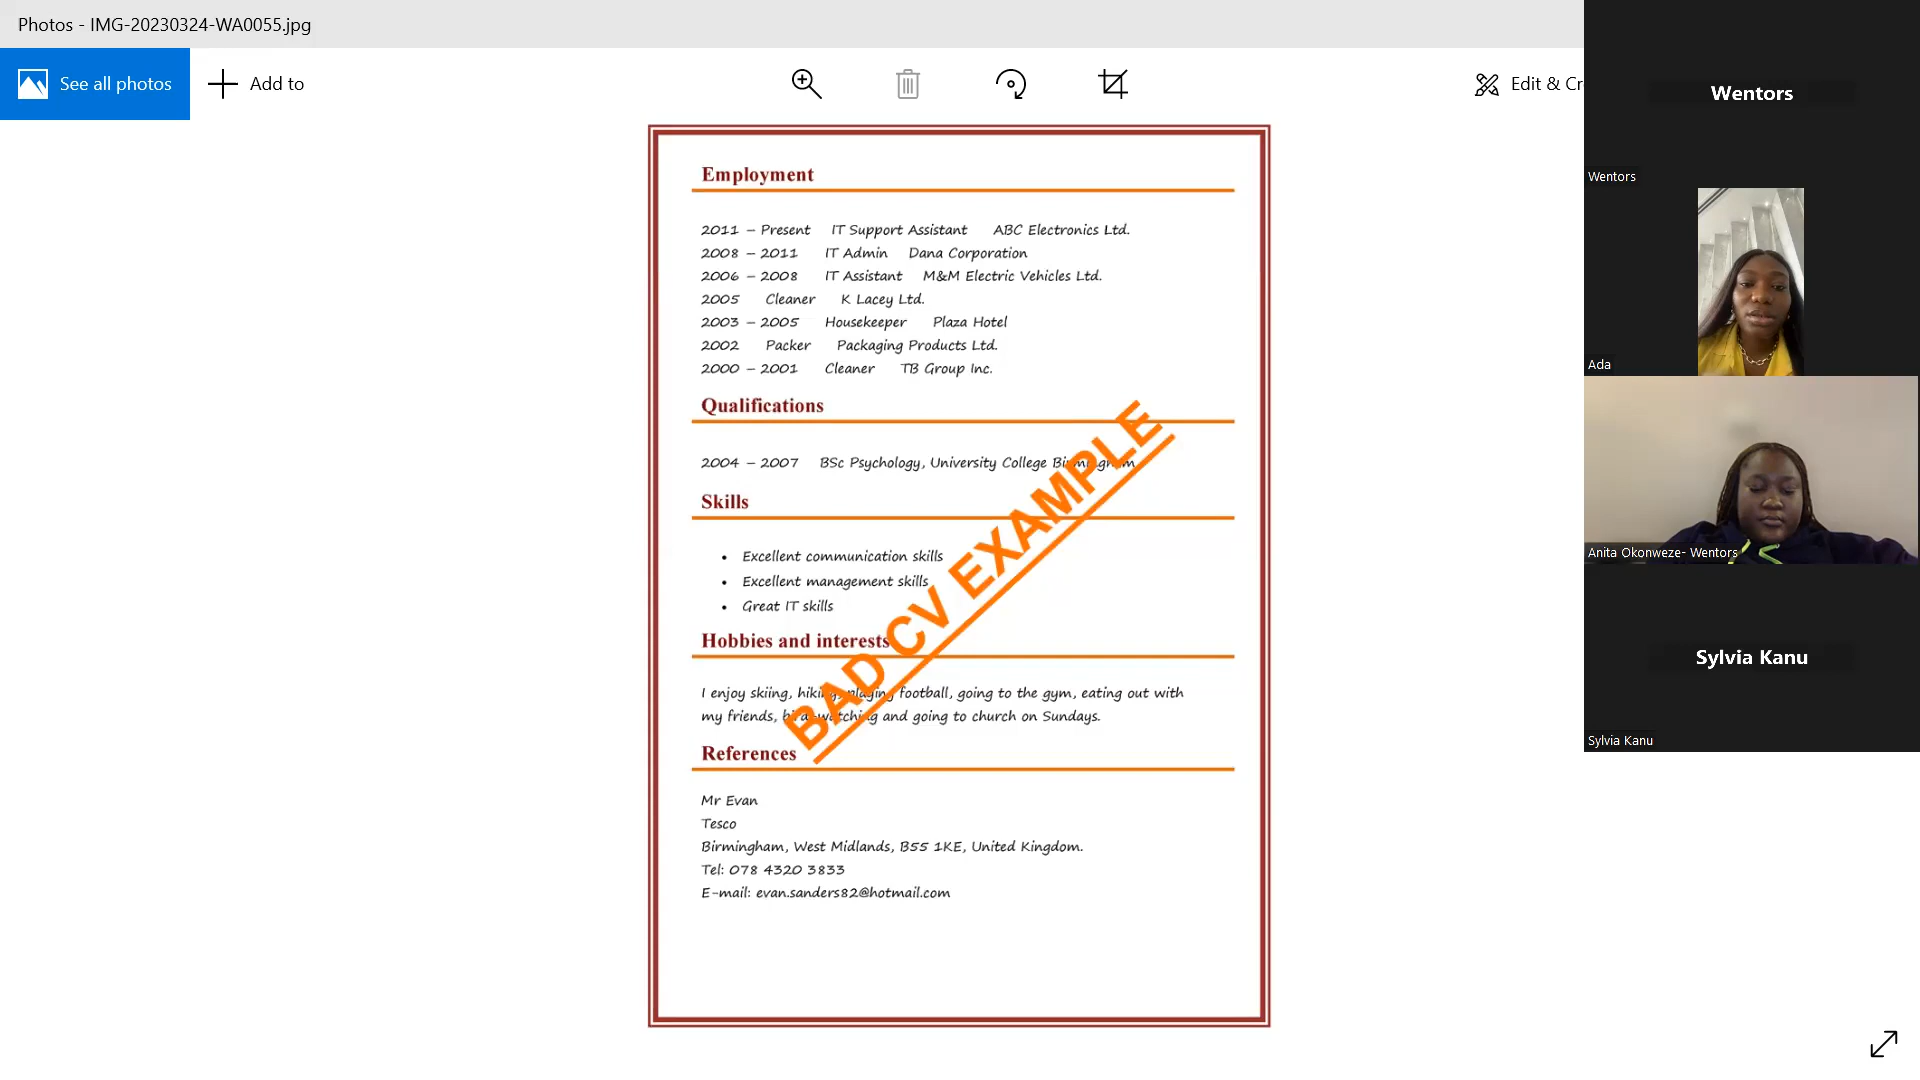 Photos - IMG-20230324-WA0055.jpg
See all photos
Add to
Edit & Cr
Employment
2011 – Present IT Support Assistant ABC Electronics Ltd.
2008 – 2011 IT Admin Dana Corporation
2006 – 2008 IT Assistant M&M Electric Vehicles Ltd.
2005 Cleaner K Lacey Ltd.
2003 – 2005 Housekeeper Plaza Hotel
2002 Packer Packaging Products Ltd.
2000 – 2001 Cleaner TB Group Inc.
Qualifications
2004 – 2007 BSc Psychology, University College Birmingham
Skills
• Excellent communication skills
• Excellent management skills
• Great IT skills
Hobbies and interests
I enjoy skiing, hiking, playing football, going to the gym, eating out with
my friends, bird-watching and going to church on Sundays.
References
Mr Evan
Tesco
Birmingham, West Midlands, B55 1KE, United Kingdom.
Tel: 078 4320 3833
E-mail: evan.sanders82@hotmail.com
BAD CV EXAMPLE
Wentors
Wentors
Ada
Anita Okonweze- Wentors
Sylvia Kanu
Sylvia Kanu